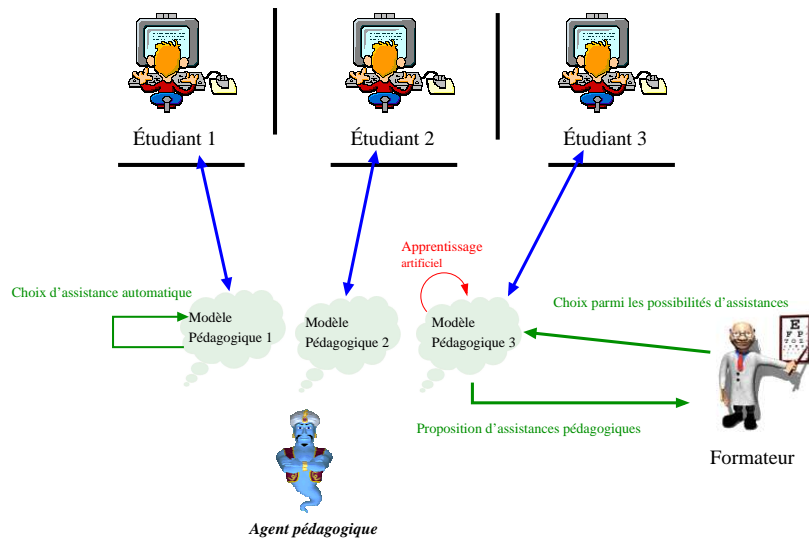 Étudiant 1
Étudiant 2
Étudiant 3
Apprentissage
artificiel
Choix d'assistance automatique
Choix parmi les possibilités d'assistances
Modèle
Pédagogique 1
Modèle
Pédagogique 2
Modèle
Pédagogique 3
E
F P
Proposition d'assistances pédagogiques
Formateur
Agent pédagogique